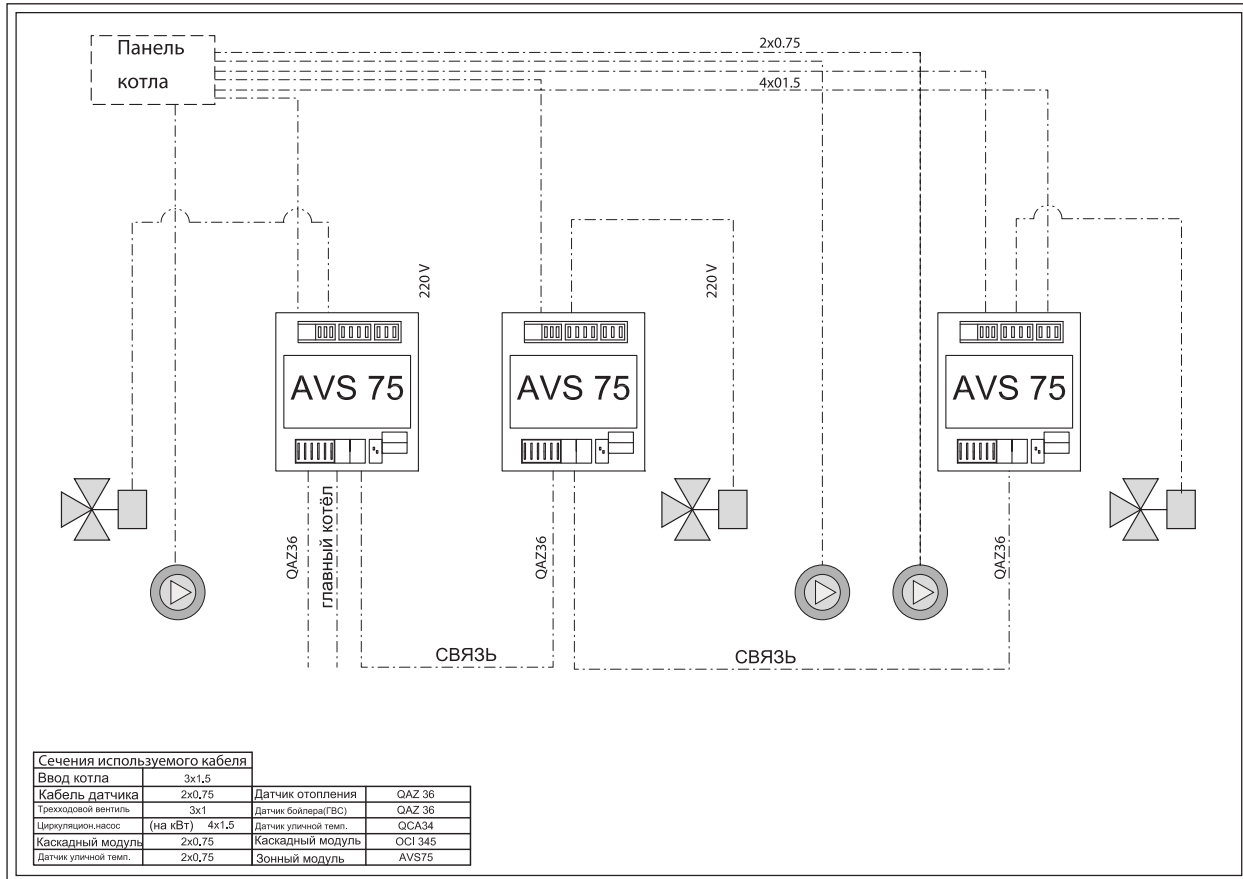 Панель
котла
2x0.75
4x01.5
220 V
220 V
AVS 75
AVS 75
AVS 75
QAZ36
главный котёл
QAZ36
QAZ36
СВЯЗЬ
СВЯЗЬ
Сечения используемого кабеля
Ввод котла 3x1.5
Кабель датчика 2x0.75 Датчик отопления QAZ 36
Трехходовой вентиль 3x1 Датчик бойлера(ГВС) QAZ 36
Циркуляцион.насос (на кВт) 4x1.5 Датчик уличной темп. QCA34
Каскадный модуль 2x0.75 Каскадный модуль OCI 345
Датчик уличной темп. 2x0.75 Зонный модуль AVS75